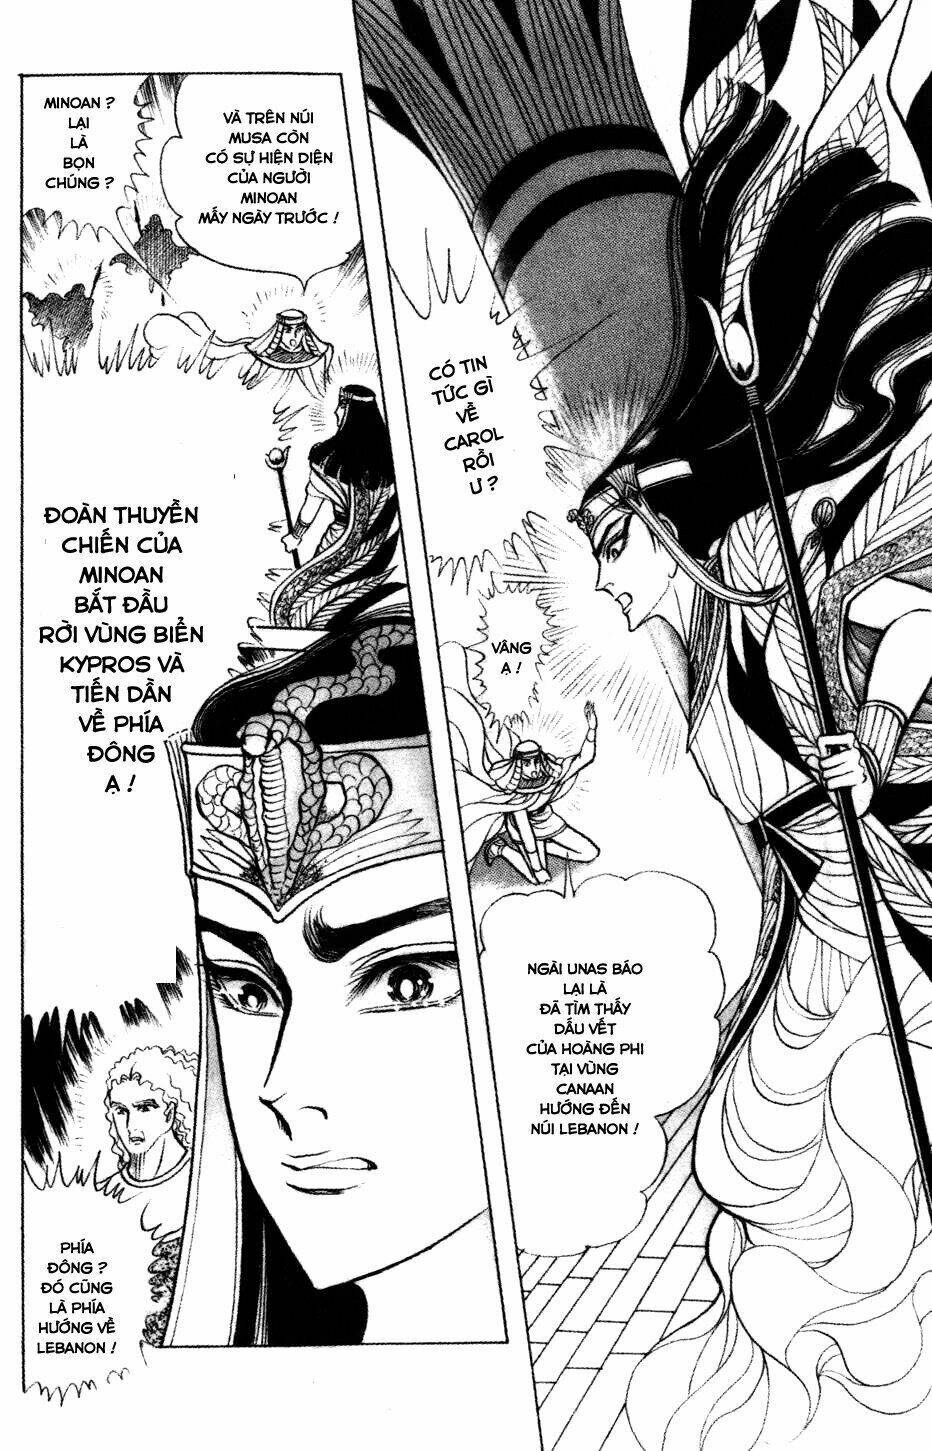 CÓ TIN
TỨC GÌ
VỀ
CAROL
RỒI
Ư ?
VÂNG
Ạ !
NGÀI UNAS BÁO
LẠI LÀ
ĐÃ TÌM THẤY
DẤU VẾT
CỦA HOÀNG PHI
TẠI VÙNG
CANAAN
HƯỚNG ĐẾN
NÚI LEBANON !
VÀ TRÊN NÚI
MUSA CÒN
CÓ SỰ HIỆN DIỆN
CỦA NGƯỜI
MINOAN
MẤY NGÀY TRƯỚC !
MINOAN ?
LẠI
LÀ
BỌN
CHÚNG ?
ĐOÀN THUYỀN
CHIẾN CỦA
MINOAN
BẮT ĐẦU
RỜI VÙNG BIỂN
KYPROS VÀ
TIẾN DẦN
VỀ PHÍA
ĐÔNG
Ạ !
PHÍA
ĐÔNG ?
ĐÓ CŨNG
LÀ PHÍA
HƯỚNG VỀ
LEBANON !